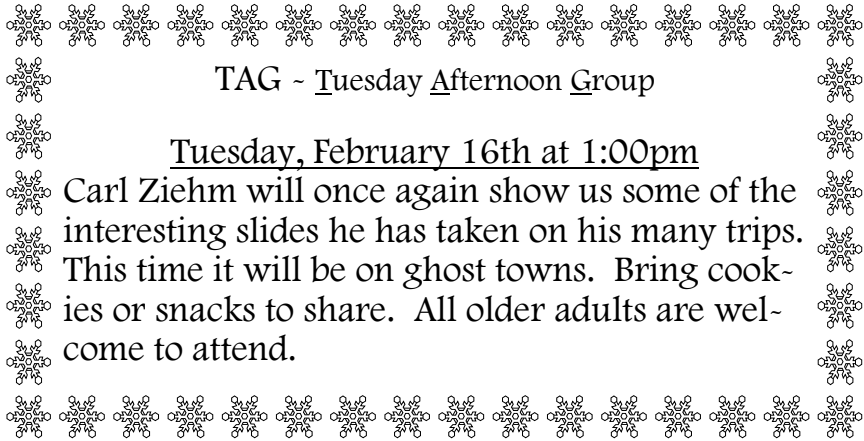 TAG ~ Tuesday Afternoon Group
Tuesday, February 16th at 1:00pm
Carl Ziehm will once again show us some of the
interesting slides he has taken on his many trips.
This time it will be on ghost towns.  Bring cook-
ies or snacks to share.  All older adults are wel-
come to attend.